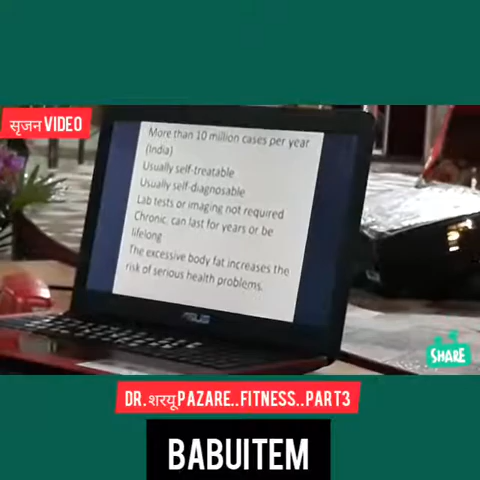 सृजन VIDEO
More than 10 million cases per year
(India)
Usually self-treatable
Usually self-diagnosable
Lab tests or imaging not required
Chronic, can last for years or be
lifelong
The excessive body fat increases the
risk of serious health problems.
ASUS
SHARE
DR. शरयू PAZARE..FITNESS..PART3
BABUITEM